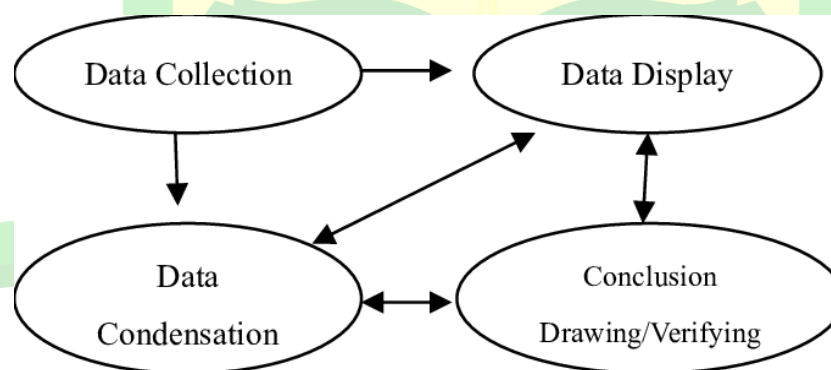 Data Collection
Data Display
Data
Condensation
Conclusion
Drawing/Verifying